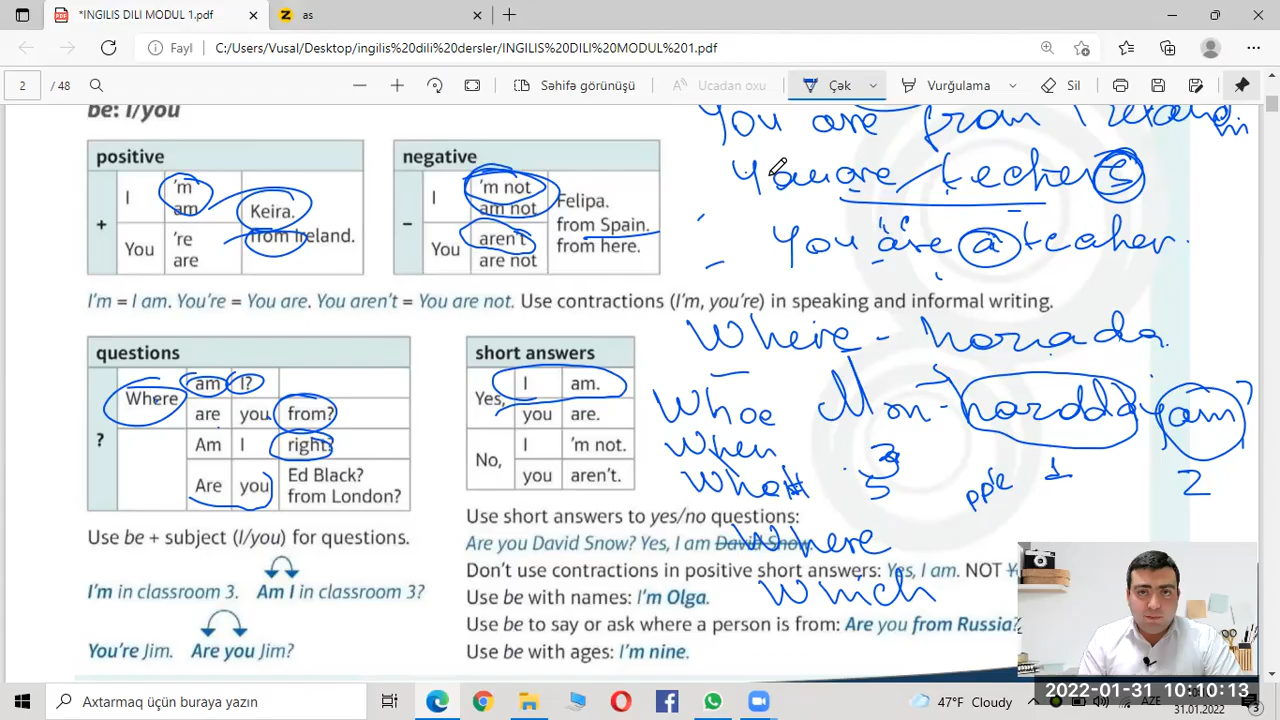 *INGILIS DILI MODUL 1.pdf
as
Fayl
C:/Users/Vusal/Desktop/ingilis%20dili%20dersler/INGILIS%20DILI%20MODUL%201.pdf
2 / 48
Səhifə görünüşü
Ucadan oxu
Çək
Vurğulama
Sil
be: I/you
positive
+
I
'm
am
Keira.
from Ireland.
You
're
are
negative
–
I
'm not
am not
Felipa.
from Spain.
from here.
You
aren't
are not
I'm = I am. You're = You are. You aren't = You are not. Use contractions (I'm, you're) in speaking and informal writing.
questions
?
Where
am
I?
are
you
from?
Am
I
right?
Are
you
Ed Black?
from London?
short answers
Yes,
I
am.
you
are.
No,
I
'm not.
you
aren't.
Use be + subject (I/you) for questions.
I'm in classroom 3. Am I in classroom 3?
You're Jim. Are you Jim?
Use short answers to yes/no questions:
Are you David Snow? Yes, I am David Snow.
Don't use contractions in positive short answers: Yes, I am. NOT
Use be with names: I'm Olga.
Use be to say or ask where a person is from: Are you from Russia?
Use be with ages: I'm nine.
You are from
You are techers
You are a teaher.
Where - harada
When
Where
Which
1
2
Axtarmaq üçün buraya yazın
47°F Cloudy
AZE
2022-01-31 10:10:13
31.01.2022
3